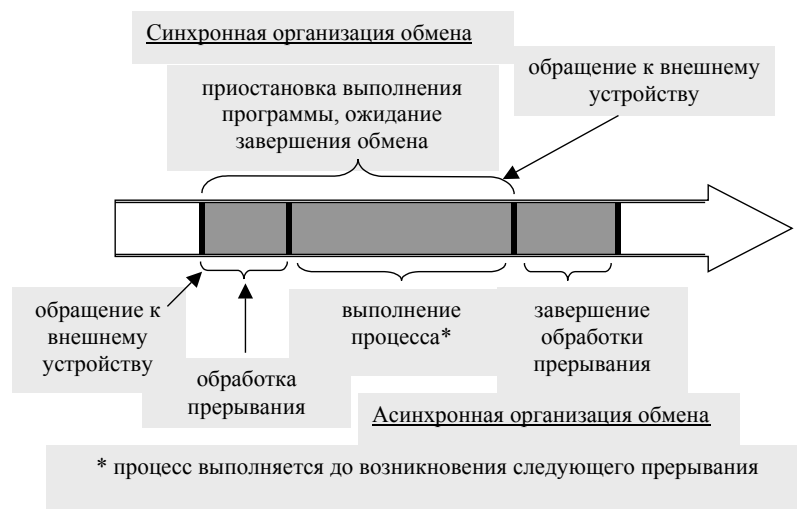 Синхронная организация обмена
обращение к внешнему
устройству
приостановка выполнения
программы, ожидание
завершения обмена
обращение к
внешнему
устройству
обработка
прерывания
выполнение
процесса*
завершение
обработки
прерывания
Асинхронная организация обмена
* процесс выполняется до возникновения следующего прерывания